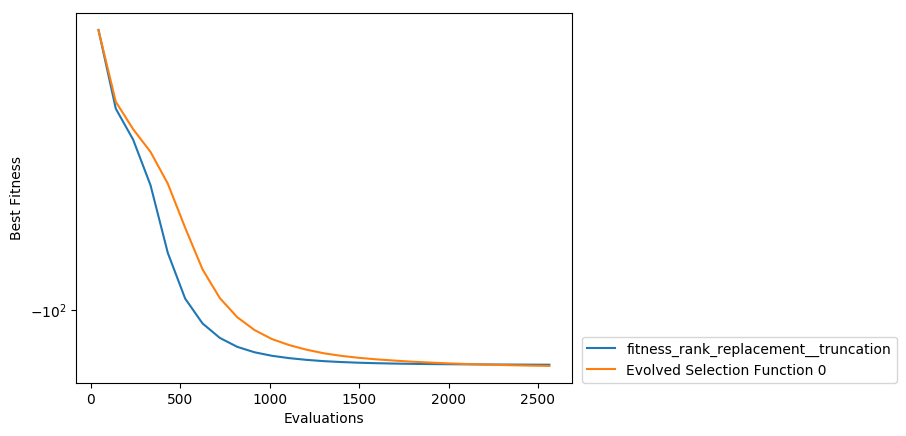 Best Fitness
−10²
0 500 1000 1500 2000 2500
Evaluations
fitness_rank_replacement__truncation
Evolved Selection Function 0